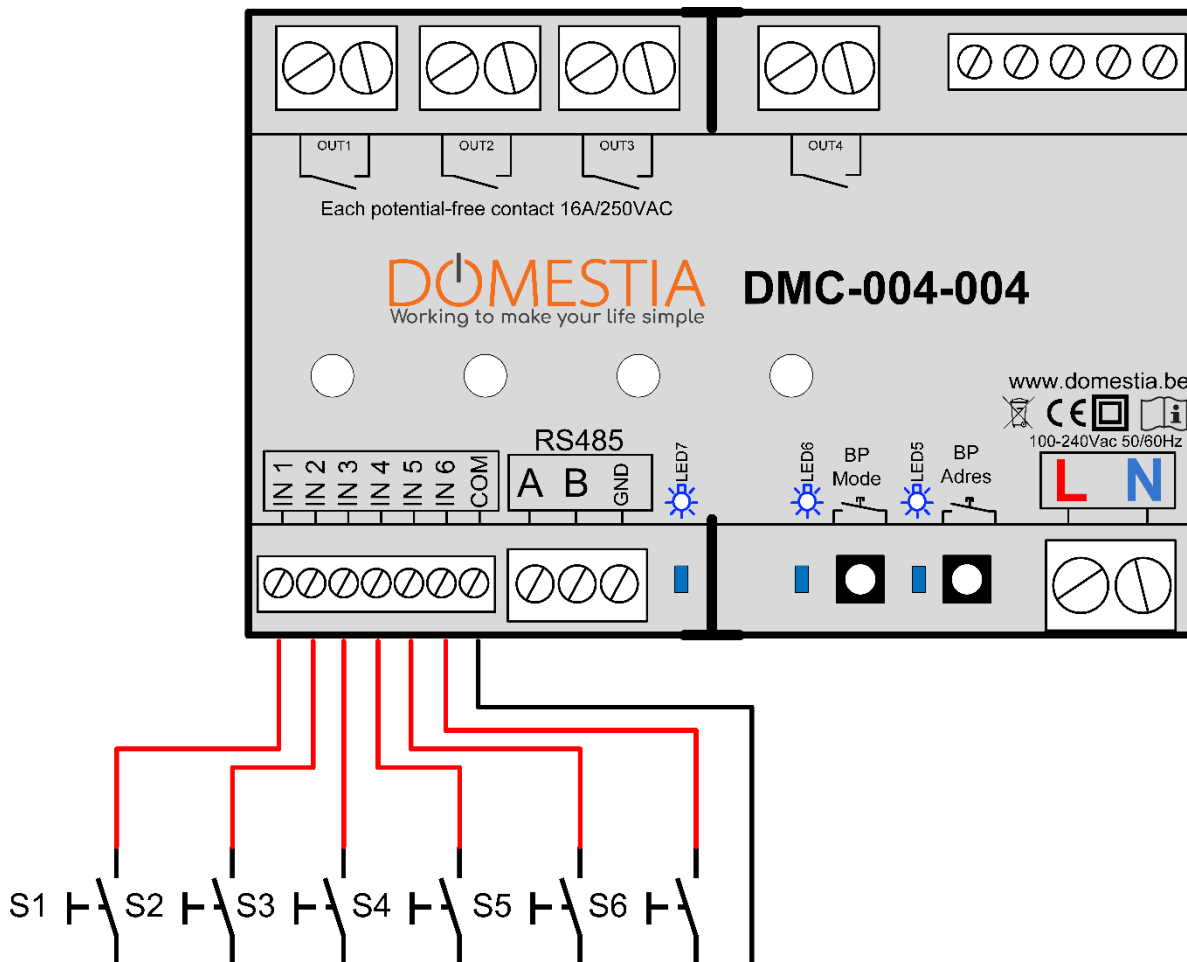 OUT1 OUT2 OUT3 OUT4
Each potential-free contact 16A/250VAC
DOMESTIA DMC-004-004
Working to make your life simple
www.domestia.be
CE i
100-240Vac 50/60Hz
RS485
IN 1 IN 2 IN 3 IN 4 IN 5 IN 6 COM
A B GND
LED7
LED6
BP
Mode
LED5
BP
Adres
L N
S1 S2 S3 S4 S5 S6